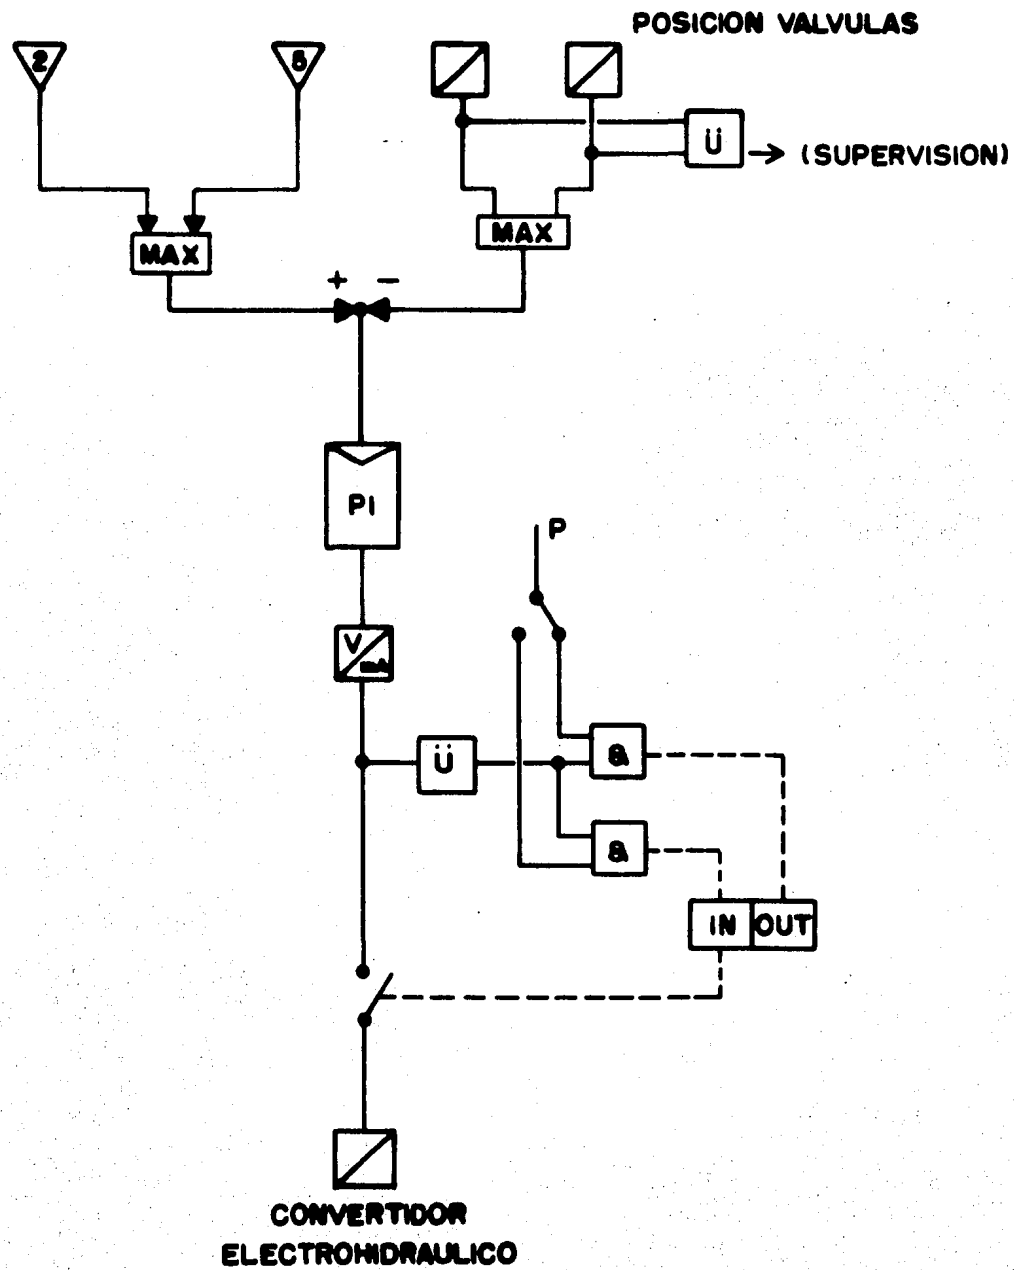 POSICION VALVULAS
2
5
Ü
→ (SUPERVISION)
MAX
MAX
+ -
PI
P
V
mA
Ü
&
&
IN OUT
CONVERTIDOR
ELECTROHIDRAULICO